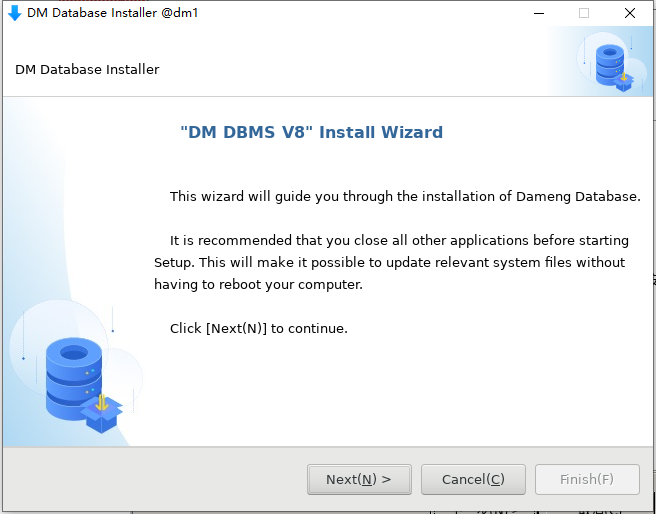 DM Database Installer @dm1
DM Database Installer
"DM DBMS V8" Install Wizard
This wizard will guide you through the installation of Dameng Database.
It is recommended that you close all other applications before starting
Setup. This will make it possible to update relevant system files without
having to reboot your computer.
Click [Next(N)] to continue.
Next(N) >
Cancel(C)
Finish(F)